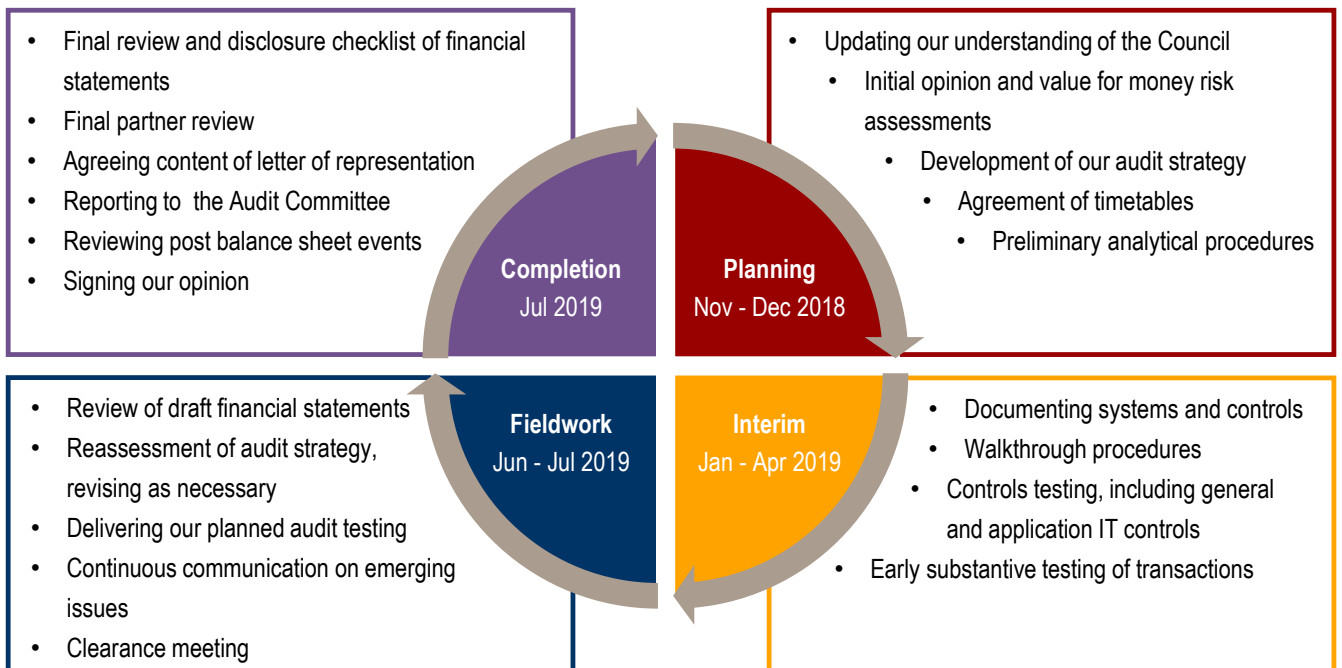 • Final review and disclosure checklist of financial
statements
• Final partner review
• Agreeing content of letter of representation
• Reporting to the Audit Committee
• Reviewing post balance sheet events
• Signing our opinion
Completion
Jul 2019
• Updating our understanding of the Council
• Initial opinion and value for money risk
assessments
• Development of our audit strategy
• Agreement of timetables
• Preliminary analytical procedures
Planning
Nov - Dec 2018
• Review of draft financial statements
• Reassessment of audit strategy,
revising as necessary
• Delivering our planned audit testing
• Continuous communication on emerging
issues
• Clearance meeting
Fieldwork
Jun - Jul 2019
Interim
Jan - Apr 2019
• Documenting systems and controls
• Walkthrough procedures
• Controls testing, including general
and application IT controls
• Early substantive testing of transactions